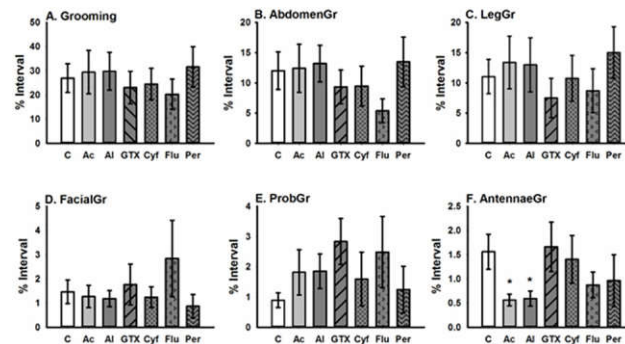 A. Grooming
% Interval
50
40
30
20
10
0
C Ac Al GTX Cyf Flu Per
B. AbdomenGr
% Interval
20
15
10
5
0
C Ac Al GTX Cyf Flu Per
C. LegGr
% Interval
20
15
10
5
0
C Ac Al GTX Cyf Flu Per
D. FacialGr
% Interval
5
4
3
2
1
0
C Ac Al GTX Cyf Flu Per
E. ProbGr
% Interval
4
3
2
1
0
C Ac Al GTX Cyf Flu Per
F. AntennaeGr
% Interval
2.5
2.0
1.5
1.0
0.5
0.0
* *
C Ac Al GTX Cyf Flu Per